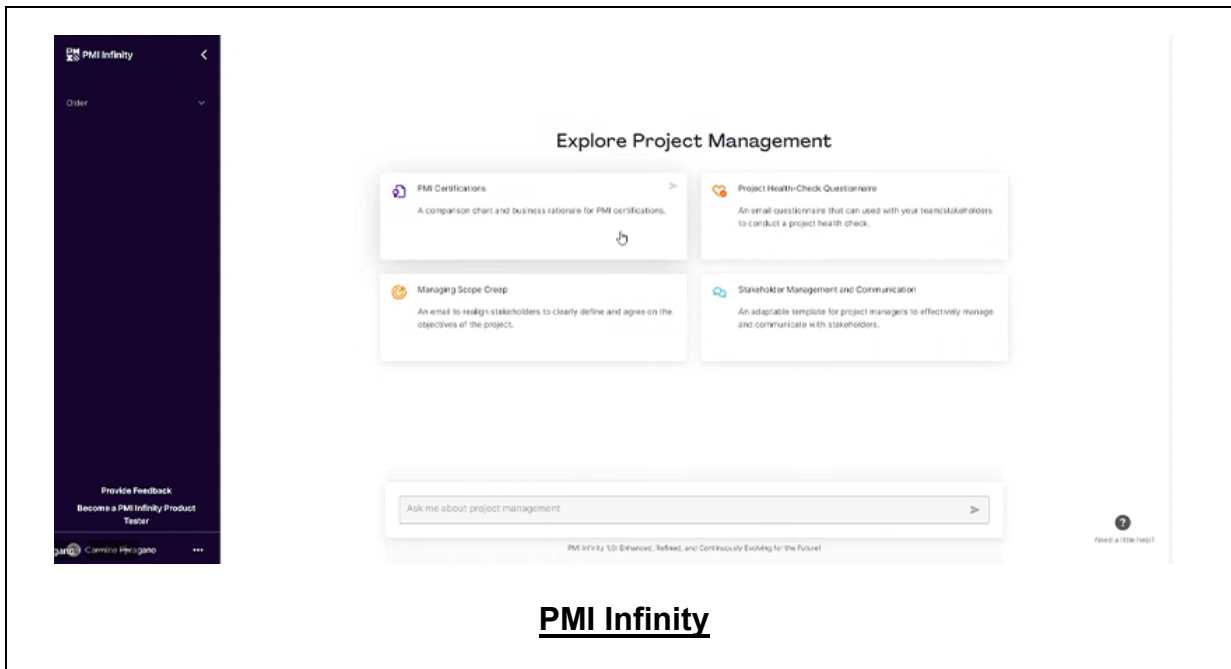 PMI Infinity
Older
Explore Project Management
PMI Certifications
A comparison chart and business rationale for PMI certifications.
Project Health-Check Questionnaire
An email questionnaire that can used with your team/stakeholders
to conduct a project health check.
Managing Scope Creep
An email to realign stakeholders to clearly define and agree on the
objectives of the project.
Stakeholder Management and Communication
An adaptable template for project managers to effectively manage
and communicate with stakeholders.
Provide Feedback
Become a PMI Infinity Product
Tester
Ask me about project management
PMI Infinity 1.0: Enhanced, Refined, and Continuously Evolving for the Future!
Need a little help?
PMI Infinity